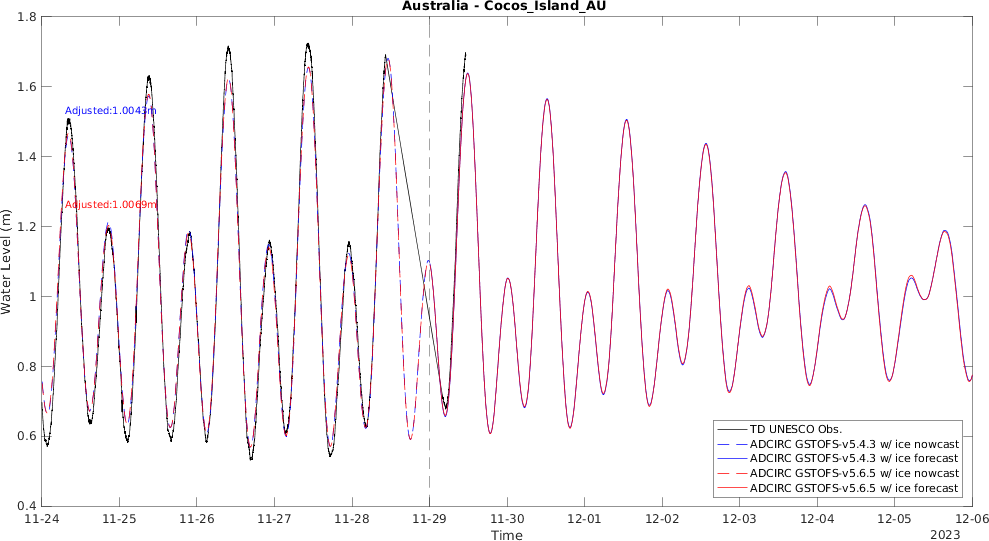 Australia - Cocos_Island_AU
1.8
1.6
1.4
1.2
1
0.8
0.6
0.4
Water Level (m)
Adjusted:1.0043m
Adjusted:1.0069m
TD UNESCO Obs.
ADCIRC GSTOFS-v5.4.3 w/ ice nowcast
ADCIRC GSTOFS-v5.4.3 w/ ice forecast
ADCIRC GSTOFS-v5.6.5 w/ ice nowcast
ADCIRC GSTOFS-v5.6.5 w/ ice forecast
11-24 11-25 11-26 11-27 11-28 11-29 11-30 12-01 12-02 12-03 12-04 12-05 12-06
Time
2023